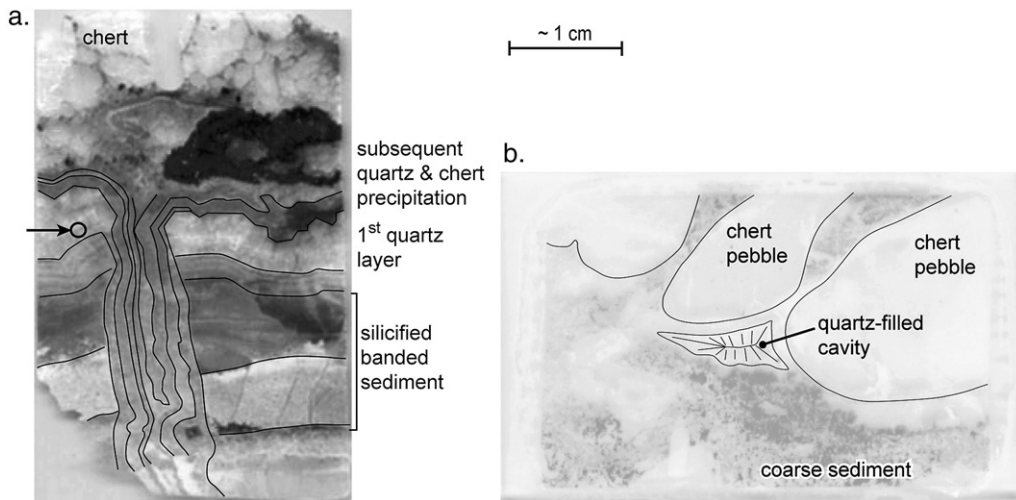 a.
chert
~ 1 cm
subsequent
quartz & chert
precipitation
1st quartz
layer
silicified
banded
sediment
b.
chert
pebble
chert
pebble
quartz-filled
cavity
coarse sediment